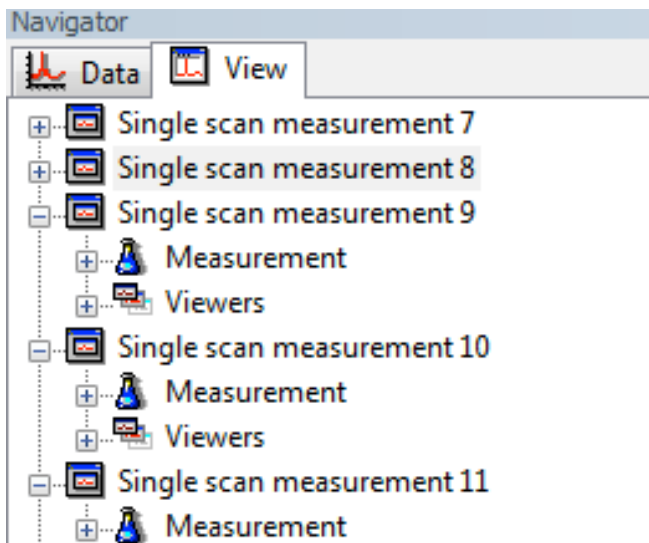 Navigator
Data View
Single scan measurement 7
Single scan measurement 8
Single scan measurement 9
Measurement
Viewers
Single scan measurement 10
Measurement
Viewers
Single scan measurement 11
Measurement